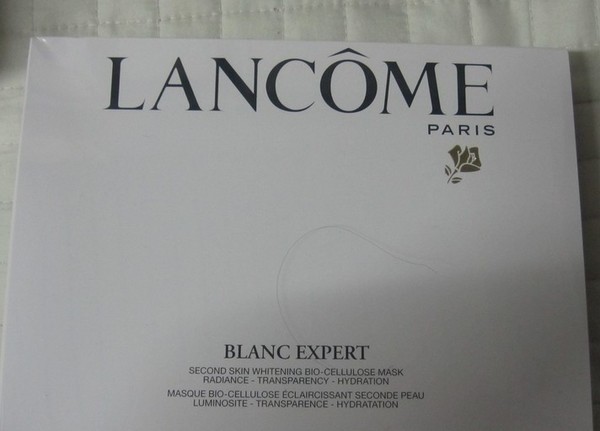 LANCÔME
PARIS
BLANC EXPERT
SECOND SKIN WHITENING BIO-CELLULOSE MASK
RADIANCE - TRANSPARENCY - HYDRATION
MASQUE BIO-CELLULOSE ÉCLAIRCISSANT SECONDE PEAU
LUMINOSITE - TRANSPARENCE - HYDRATATION